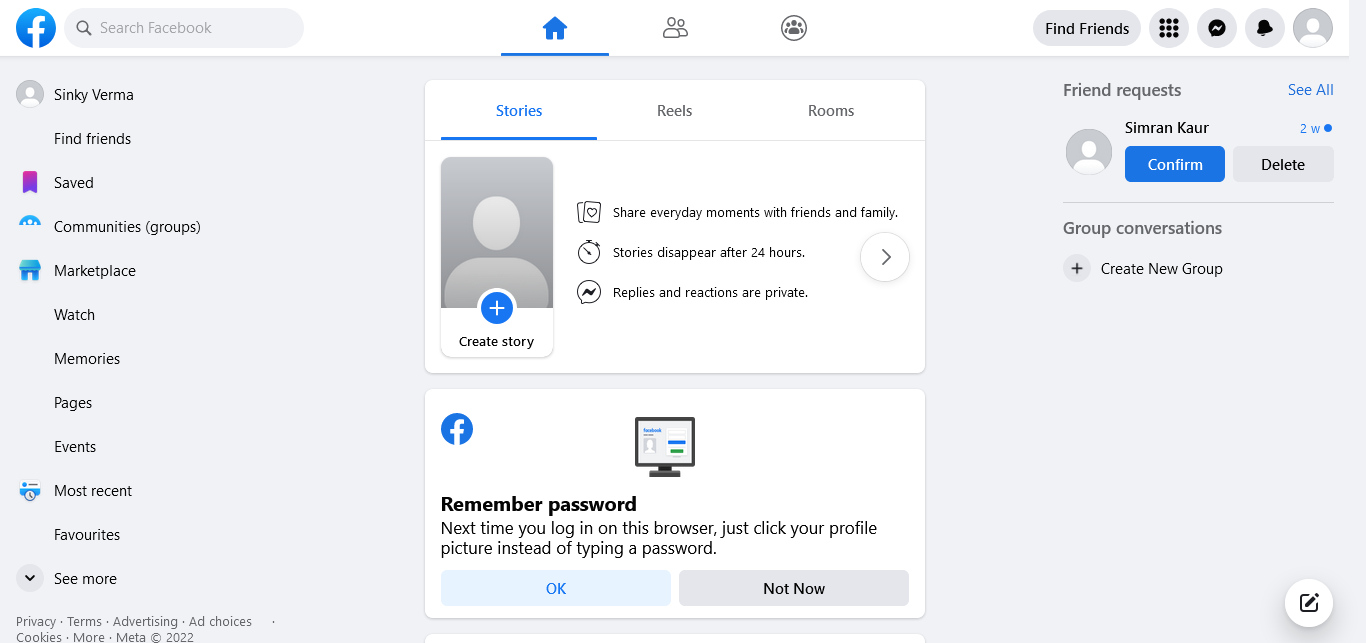 Search Facebook
Find Friends
Sinky Verma
Find friends
Saved
Communities (groups)
Marketplace
Watch
Memories
Pages
Events
Most recent
Favourites
See more
Privacy · Terms · Advertising · Ad choices ·
Cookies · More · Meta © 2022
Stories
Reels
Rooms
Create story
Share everyday moments with friends and family.
Stories disappear after 24 hours.
Replies and reactions are private.
facebook
Remember password
Next time you log in on this browser, just click your profile
picture instead of typing a password.
OK
Not Now
Friend requests
See All
Simran Kaur
2 w
Confirm
Delete
Group conversations
Create New Group